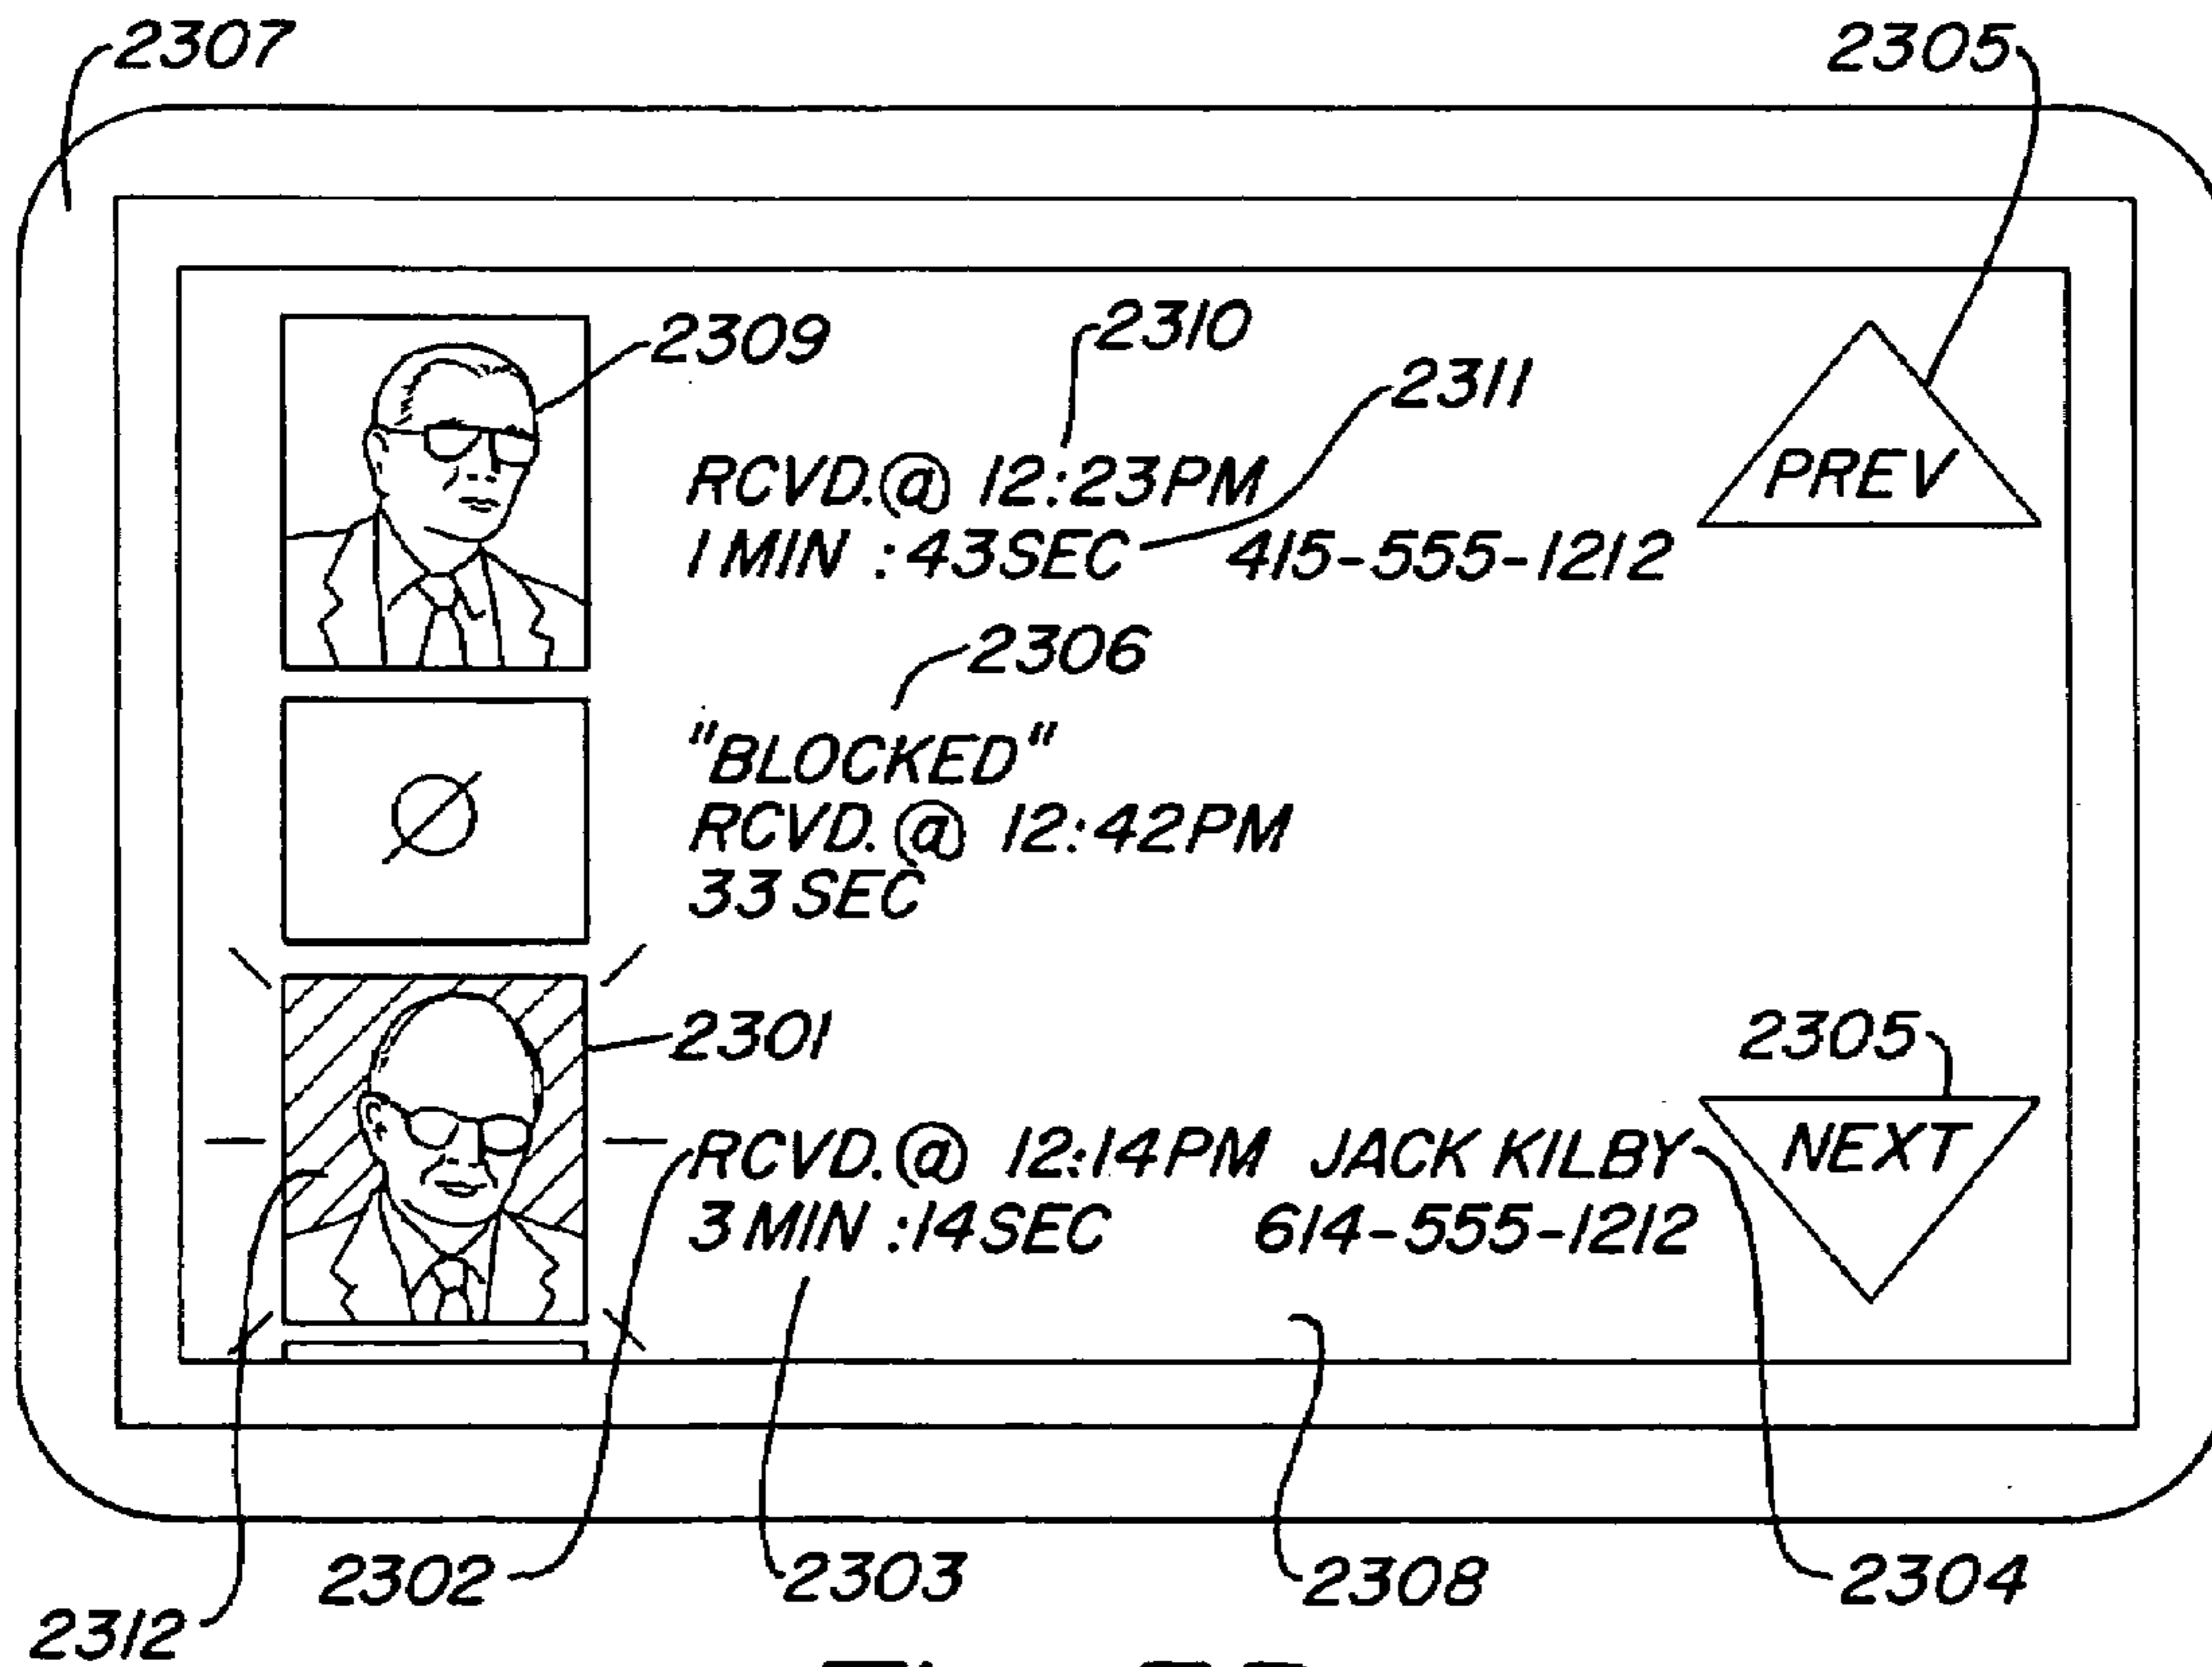 2307
2305
2309
2310
2311
RCVD.@ 12:23PM
1 MIN :43SEC 415-555-1212
PREV
2306
"BLOCKED"
RCVD.@ 12:42PM
33 SEC
2301
2305
RCVD.@ 12:14PM JACK KILBY
3 MIN :14SEC 614-555-1212
NEXT
2302
2303
2308
2304
2312